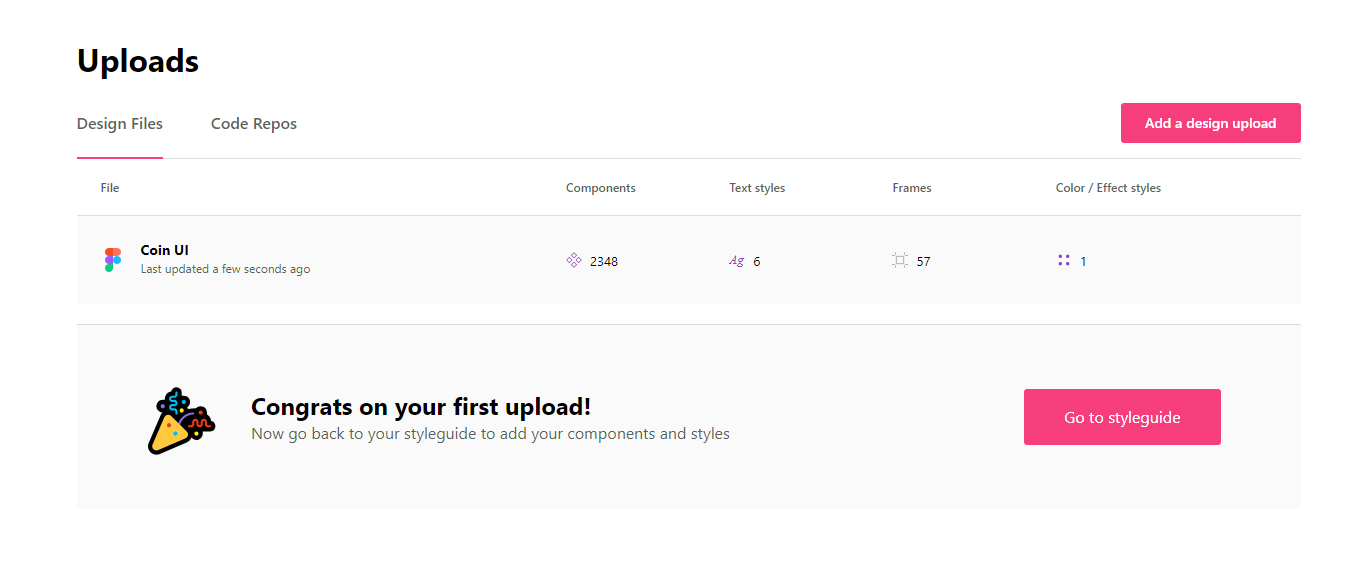 Uploads
Design Files Code Repos Add a design upload
File Components Text styles Frames Color / Effect styles
Coin UI
Last updated a few seconds ago
2348 Ag 6 57 1
Congrats on your first upload!
Now go back to your styleguide to add your components and styles
Go to styleguide